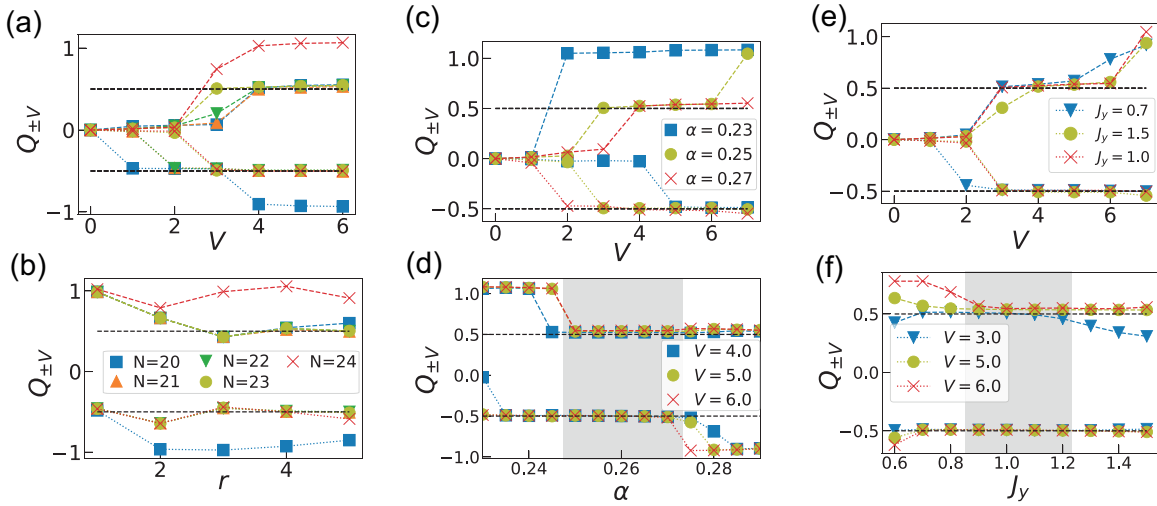 (a)
1
0
−1
Q±V
0 2 4 6
V
(b)
1
0
−1
Q±V
N=20 N=22 N=24
N=21 N=23
2 4
r
(c)
1.0
0.5
0.0
−0.5
Q±V
α = 0.23
α = 0.25
α = 0.27
0 2 4 6
V
(d)
1.0
0.5
0.0
−0.5
−1.0
Q±V
V = 4.0
V = 5.0
V = 6.0
0.24 0.26 0.28
α
(e)
1.0
0.5
0.0
−0.5
Q±V
Jy = 0.7
Jy = 1.5
Jy = 1.0
0 2 4 6
V
(f)
0.5
0.0
−0.5
Q±V
V = 3.0
V = 5.0
V = 6.0
0.6 0.8 1.0 1.2 1.4
Jy